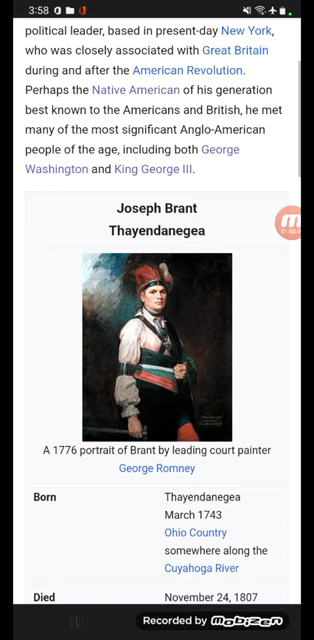 3:58
political leader, based in present-day New York,
who was closely associated with Great Britain
during and after the American Revolution.
Perhaps the Native American of his generation
best known to the Americans and British, he met
many of the most significant Anglo-American
people of the age, including both George
Washington and King George III.
Joseph Brant
Thayendanegea
A 1776 portrait of Brant by leading court painter
George Romney
Born Thayendanegea
March 1743
Ohio Country
somewhere along the
Cuyahoga River
Died November 24, 1807
Recorded by mobizen